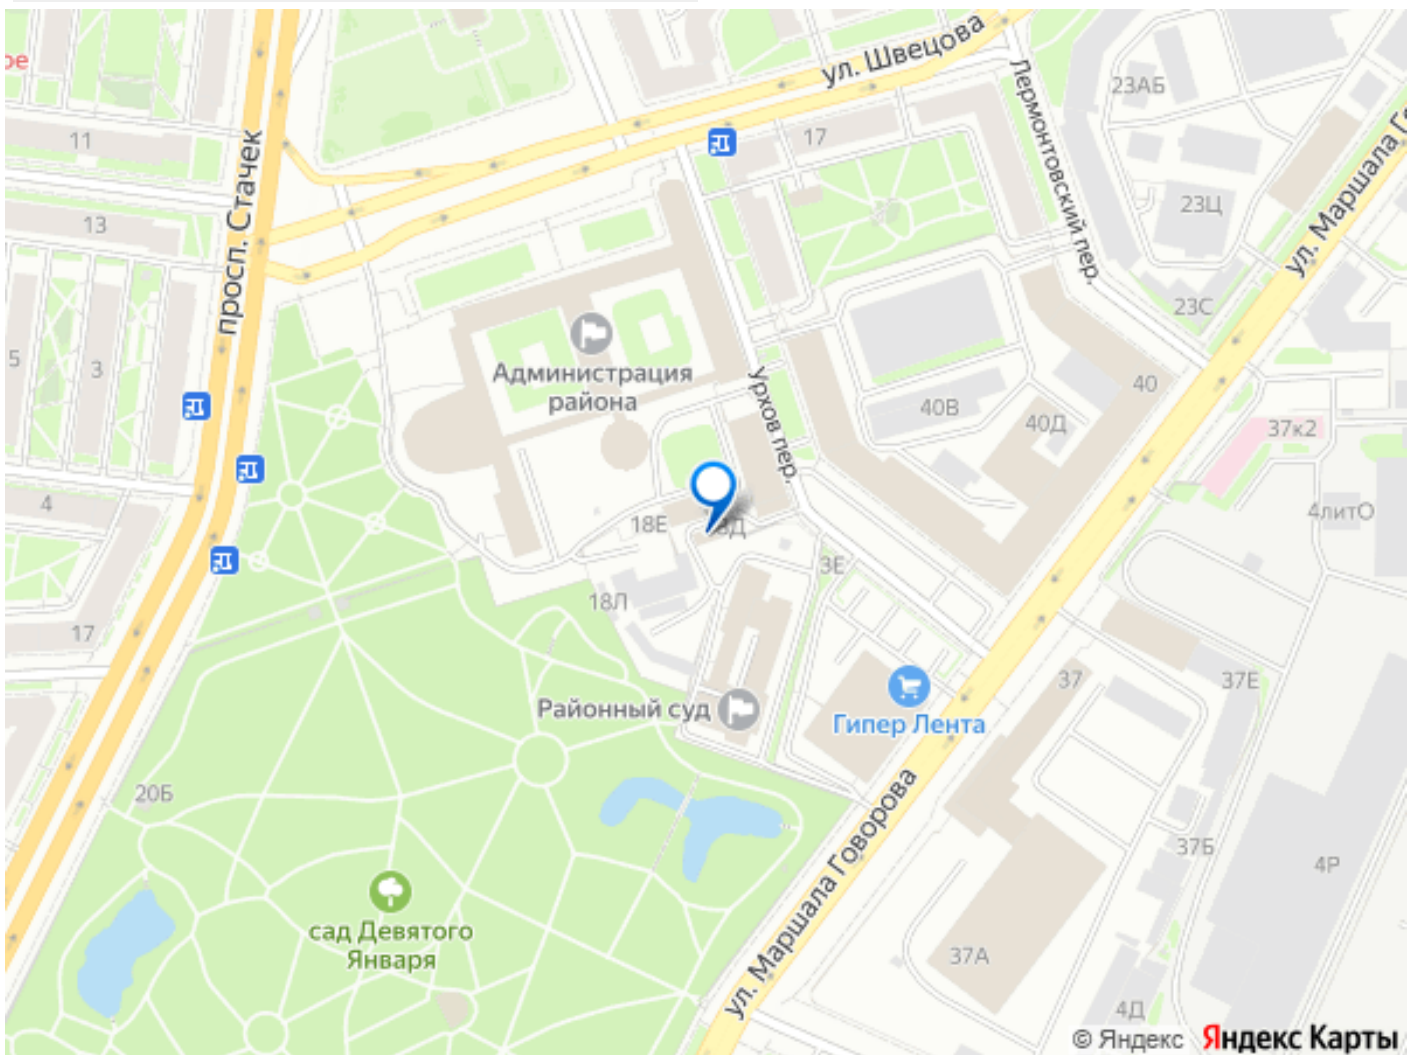 ул. Швецова
Лермонтовский пер.
23АБ
ул. Маршала Г
ое
11
просп. Стачек
17
13
23Ц
23С
5
3
Администрация
района
Урхов пер.
40
40В
40Д
37к2
4
18Е
8Д
4литО
3Е
18Л
17
37
37Е
Районный суд
Гипер Лента
20Б
ул. Маршала Говорова
37Б
4Р
сад Девятого
Января
37А
4Д
© Яндекс Яндекс Карты